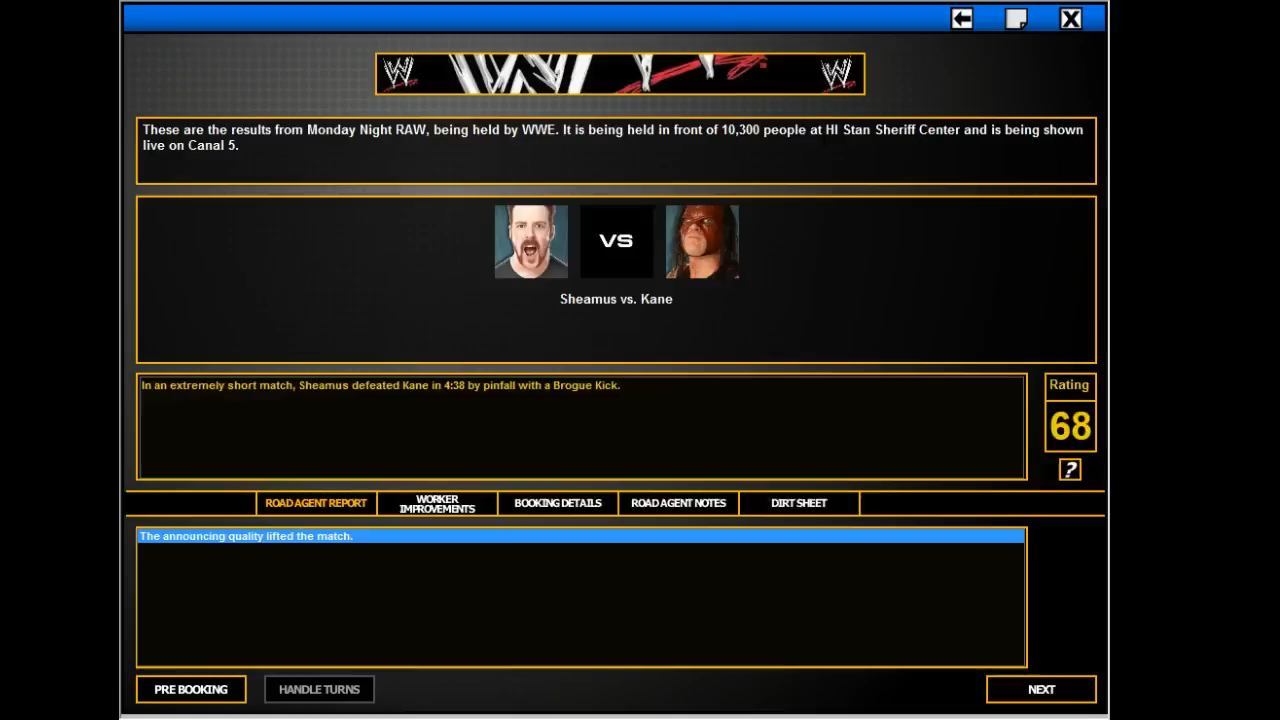 These are the results from Monday Night RAW, being held by WWE. It is being held in front of 10,300 people at HI Stan Sheriff Center and is being shown
live on Canal 5.
VS
Sheamus vs. Kane
In an extremely short match, Sheamus defeated Kane in 4:38 by pinfall with a Brogue Kick.
Rating
68
?
ROAD AGENT REPORT
WORKER
IMPROVEMENTS
BOOKING DETAILS
ROAD AGENT NOTES
DIRT SHEET
The announcing quality lifted the match.
PRE BOOKING
HANDLE TURNS
NEXT